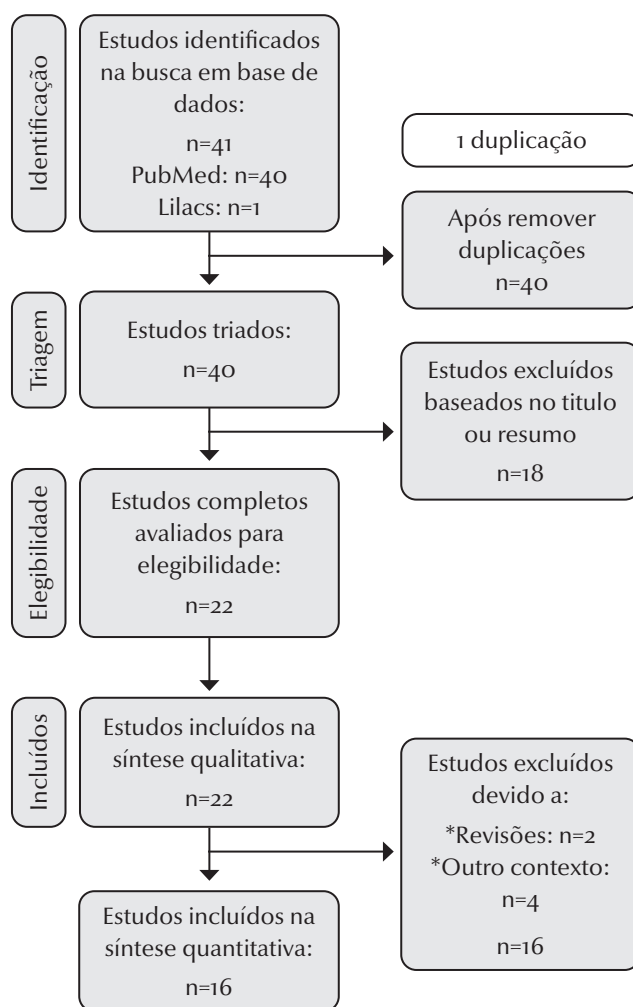 Identificação
Estudos identificados
na busca em base de
dados:
n=41
PubMed: n=40
Lilacs: n=1
1 duplicação
Após remover
duplicações
n=40
Triagem
Estudos triados:
n=40
Estudos excluídos
baseados no titulo
ou resumo
n=18
Elegibilidade
Estudos completos
avaliados para
elegibilidade:
n=22
Incluídos
Estudos incluídos na
síntese qualitativa:
n=22
Estudos excluídos
devido a:
*Revisões: n=2
*Outro contexto:
n=4
n=16
Estudos incluídos na
síntese quantitativa:
n=16